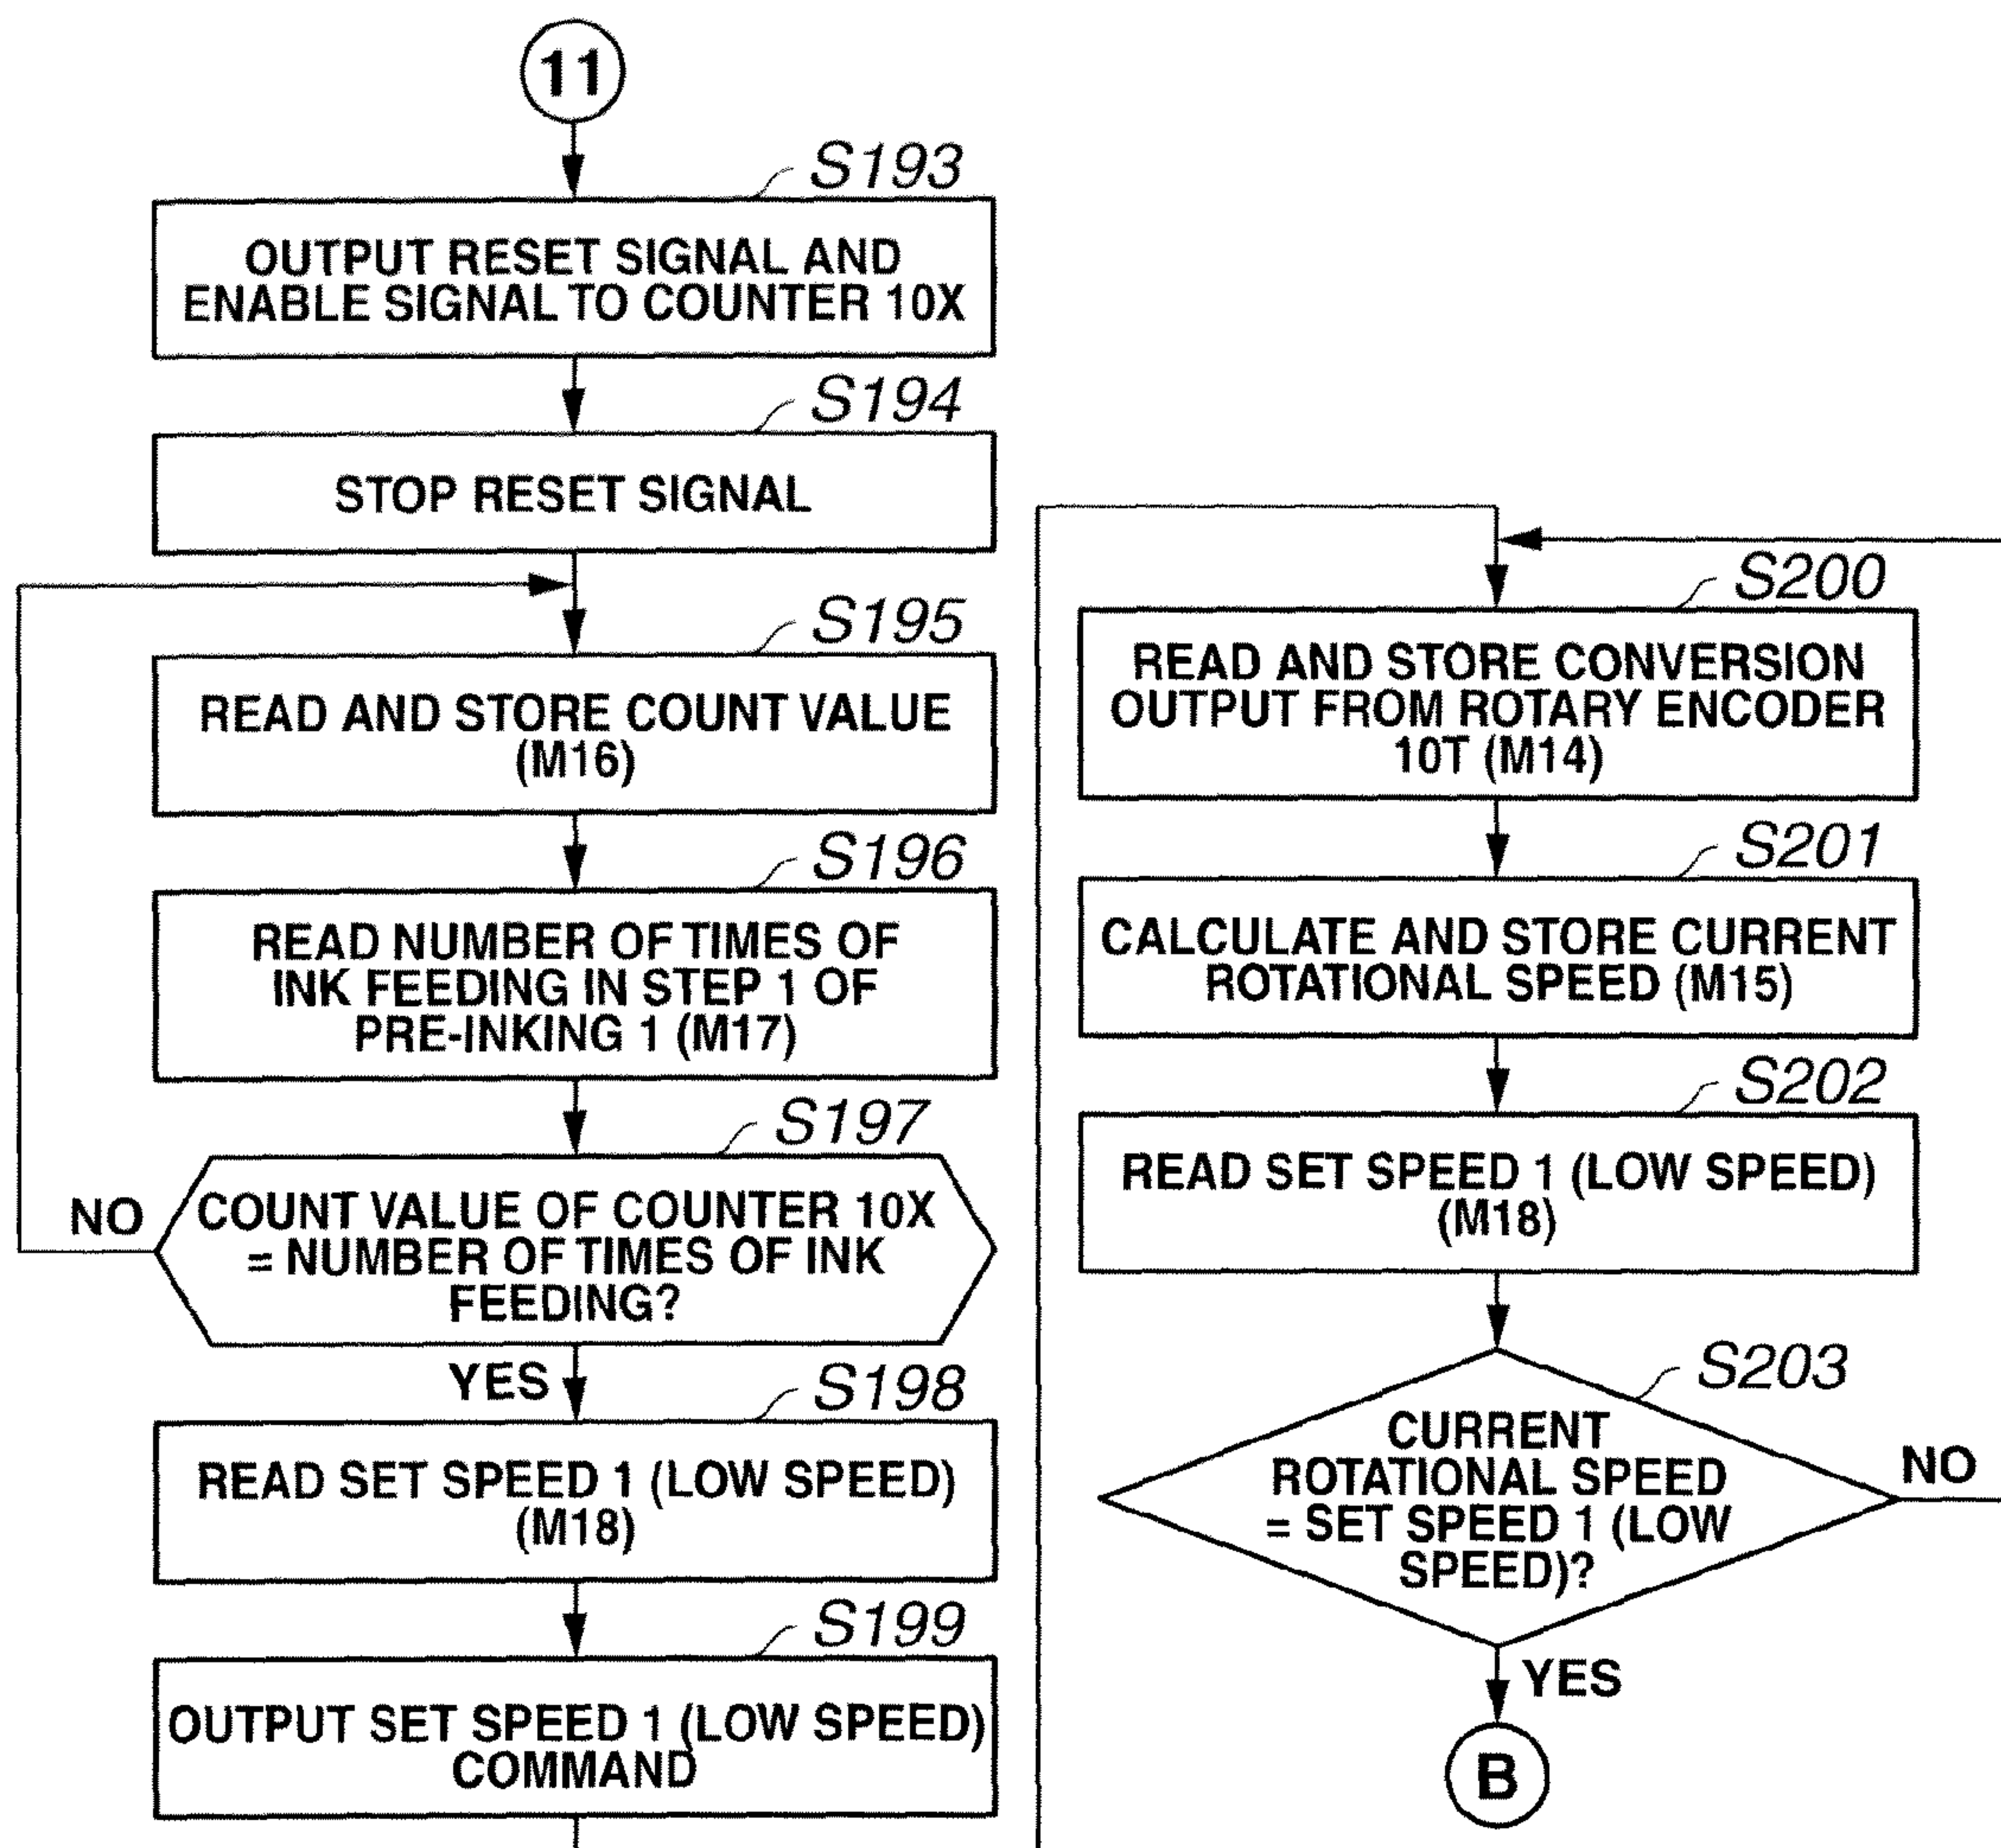 11
S193
OUTPUT RESET SIGNAL AND
ENABLE SIGNAL TO COUNTER 10X
S194
STOP RESET SIGNAL
S195
READ AND STORE COUNT VALUE
(M16)
S196
READ NUMBER OF TIMES OF
INK FEEDING IN STEP 1 OF
PRE-INKING 1 (M17)
S197
NO
COUNT VALUE OF COUNTER 10X
= NUMBER OF TIMES OF INK
FEEDING?
YES
S198
READ SET SPEED 1 (LOW SPEED)
(M18)
S199
OUTPUT SET SPEED 1 (LOW SPEED)
COMMAND
S200
READ AND STORE CONVERSION
OUTPUT FROM ROTARY ENCODER
10T (M14)
S201
CALCULATE AND STORE CURRENT
ROTATIONAL SPEED (M15)
S202
READ SET SPEED 1 (LOW SPEED)
(M18)
S203
CURRENT
ROTATIONAL SPEED
= SET SPEED 1 (LOW
SPEED)?
NO
YES
B